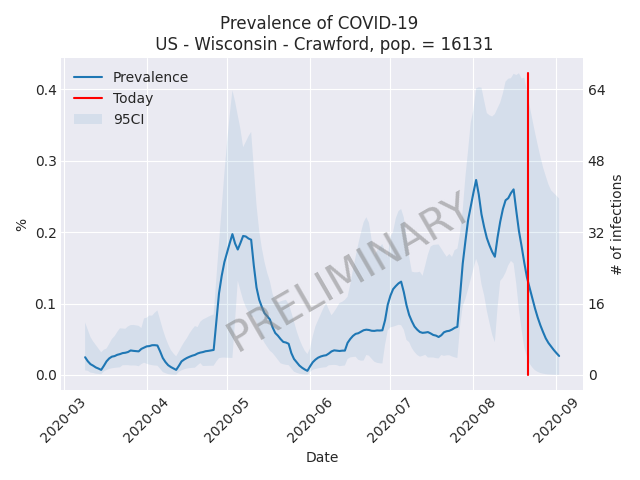 Prevalence of COVID-19
US - Wisconsin - Crawford, pop. = 16131
Prevalence
Today
95CI
PRELIMINARY
%
0.4
0.3
0.2
0.1
0.0
# of infections
64
48
32
16
0
2020-03
2020-04
2020-05
2020-06
2020-07
2020-08
2020-09
Date